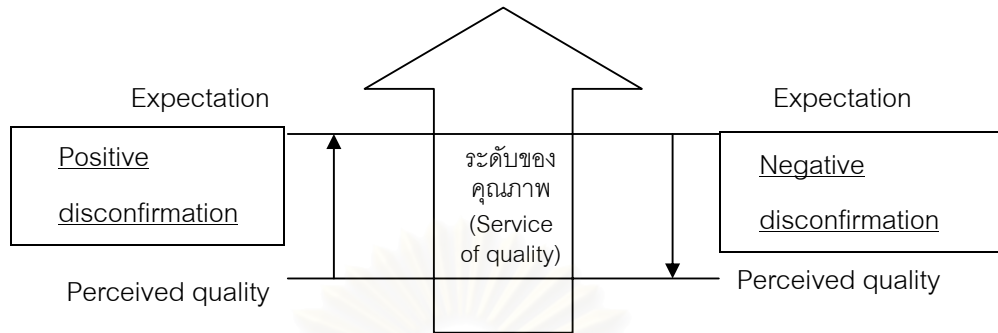 Expectation
Positive
disconfirmation
Perceived quality
ระดับของ
คุณภาพ
(Service
of quality)
Expectation
Negative
disconfirmation
Perceived quality